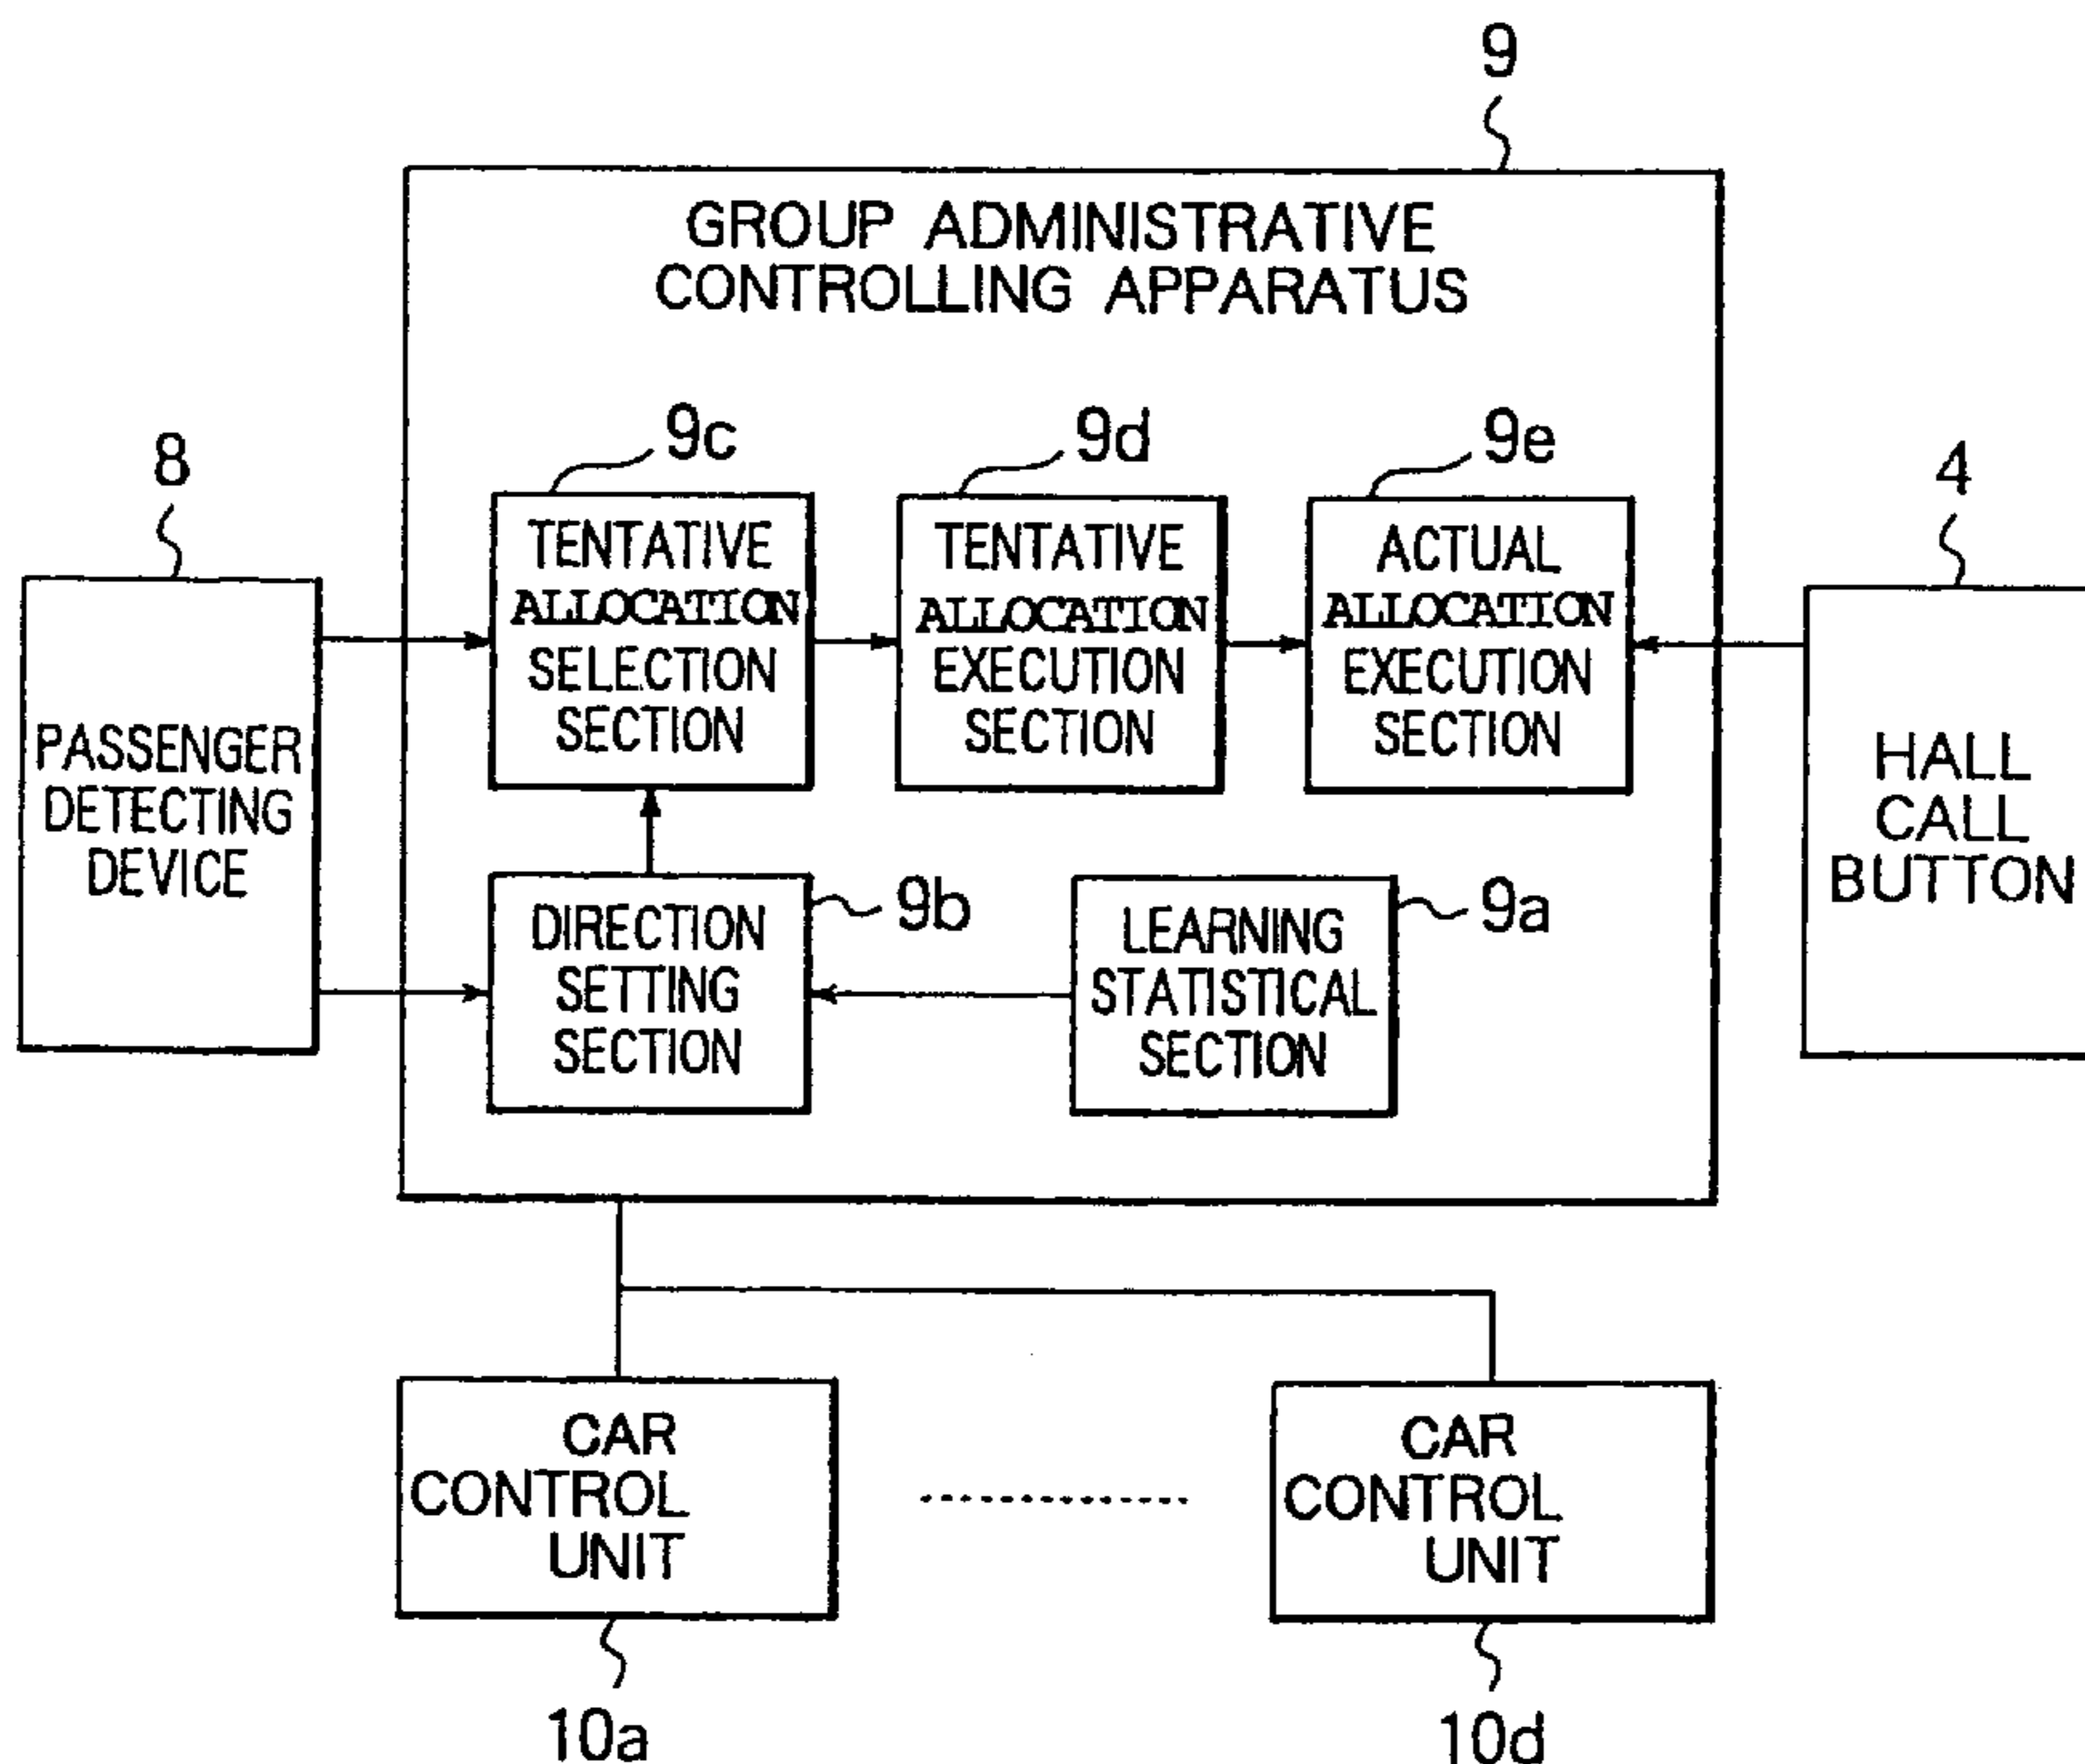 9
GROUP ADMINISTRATIVE
CONTROLLING APPARATUS
8
9c
9d
9e
4
PASSENGER
DETECTING
DEVICE
TENTATIVE
ALLOCATION
SELECTION
SECTION
TENTATIVE
ALLOCATION
EXECUTION
SECTION
ACTUAL
ALLOCATION
EXECUTION
SECTION
HALL
CALL
BUTTON
DIRECTION
SETTING
SECTION
9b
LEARNING
STATISTICAL
SECTION
9a
CAR
CONTROL
UNIT
CAR
CONTROL
UNIT
10a
10d